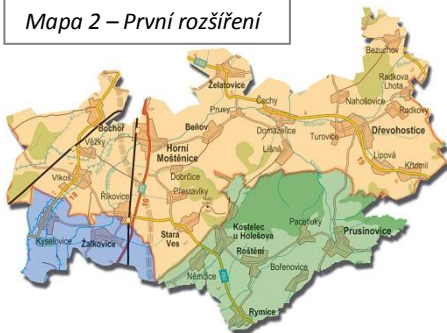 Mapa 2 – První rozšíření
Bezuchov
Želatovice
Radkova
Lhota
Nahošovice
Radkovy
Čechy
Prusy
Bochoř
Beňov
Domaželice
Turovice
Dřevohostice
Věžky
Horní
Moštěnice
Líšná
Lipová
Křtomil
Dobrčice
Vlkoš
Říkovice
Přestavlky
Stará
Ves
Kostelec
u Holešova
Pacetluky
Prusinovice
Kyselovice
Žalkovice
Roštění
Bořenovice
Němčice
Rymice